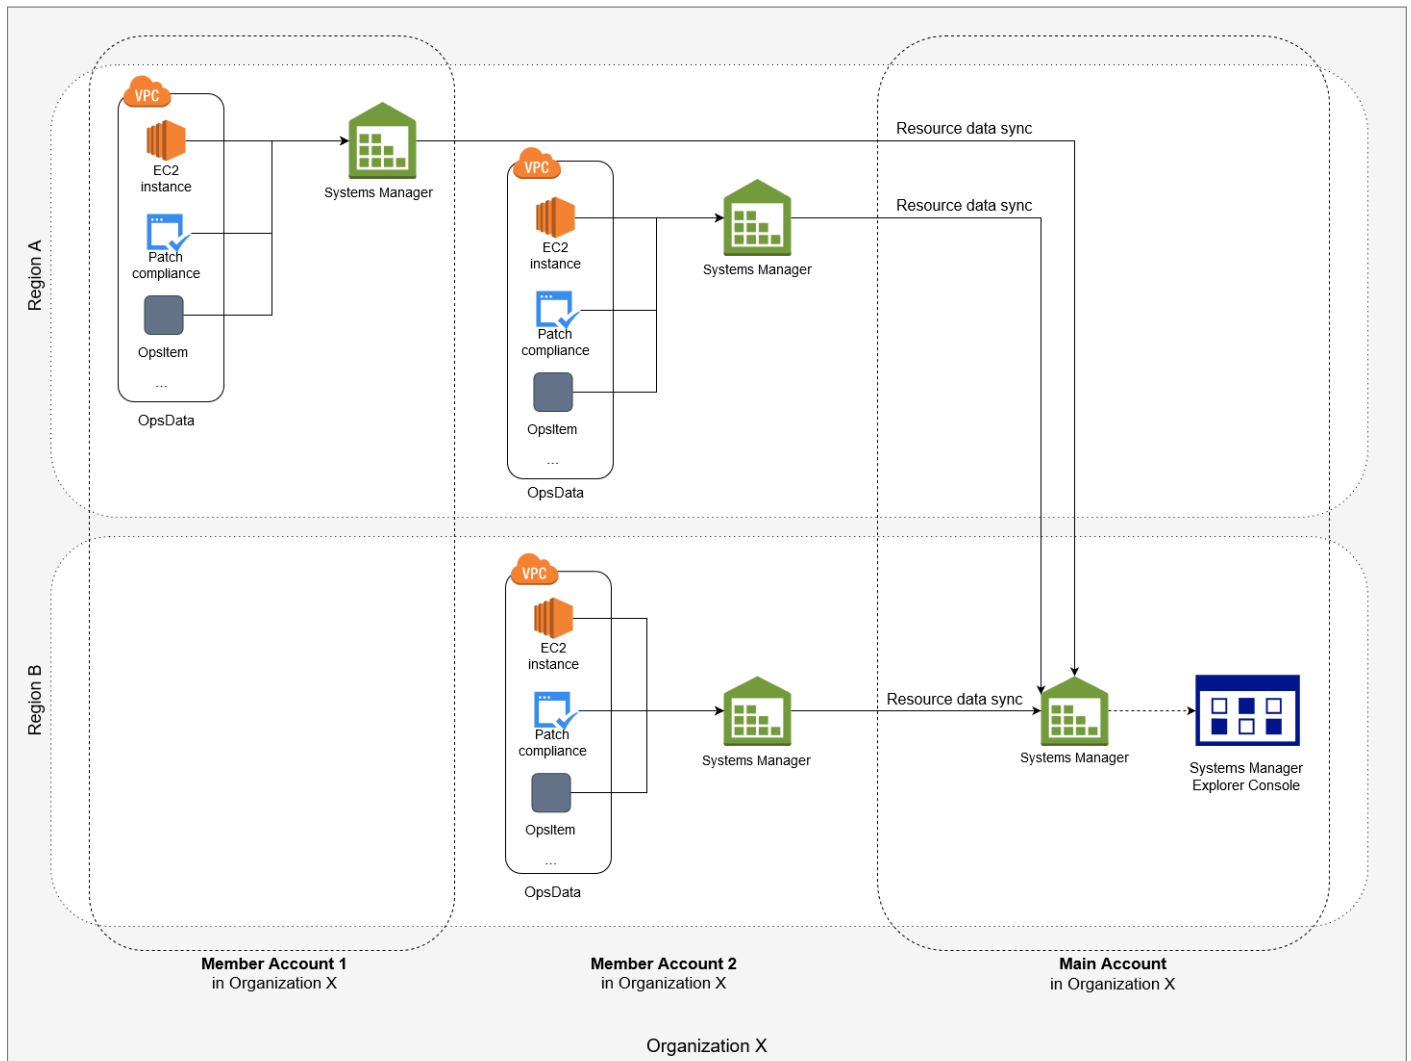 VPC
EC2
instance
Patch
compliance
OpsItem
...
OpsData
Systems Manager
Resource data sync
VPC
EC2
instance
Patch
compliance
OpsItem
...
OpsData
Systems Manager
Resource data sync
Region A
VPC
EC2
instance
Patch
compliance
OpsItem
...
OpsData
Systems Manager
Resource data sync
Systems Manager
Systems Manager
Explorer Console
Region B
Member Account 1
in Organization X
Member Account 2
in Organization X
Main Account
in Organization X
Organization X